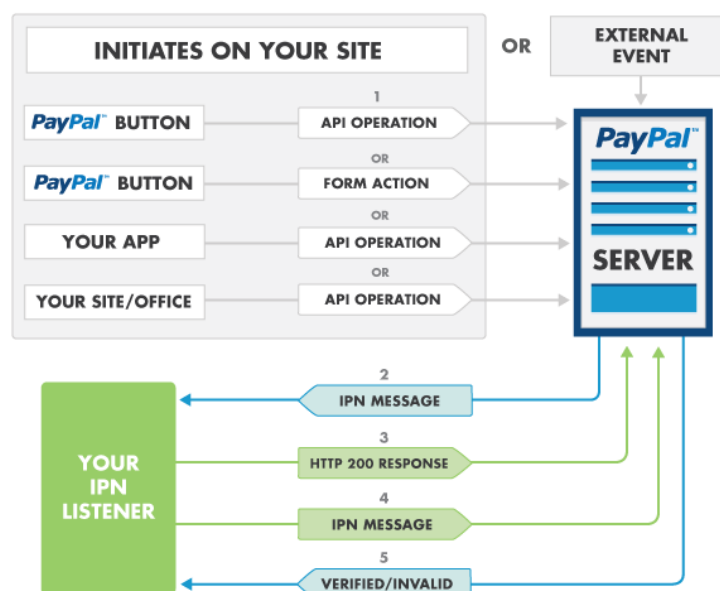 INITIATES ON YOUR SITE
OR
EXTERNAL
EVENT
1
PayPal™ BUTTON
API OPERATION
OR
PayPal™ BUTTON
FORM ACTION
OR
YOUR APP
API OPERATION
OR
YOUR SITE/OFFICE
API OPERATION
PayPal™
SERVER
2
IPN MESSAGE
3
HTTP 200 RESPONSE
YOUR
IPN
LISTENER
4
IPN MESSAGE
5
VERIFIED/INVALID